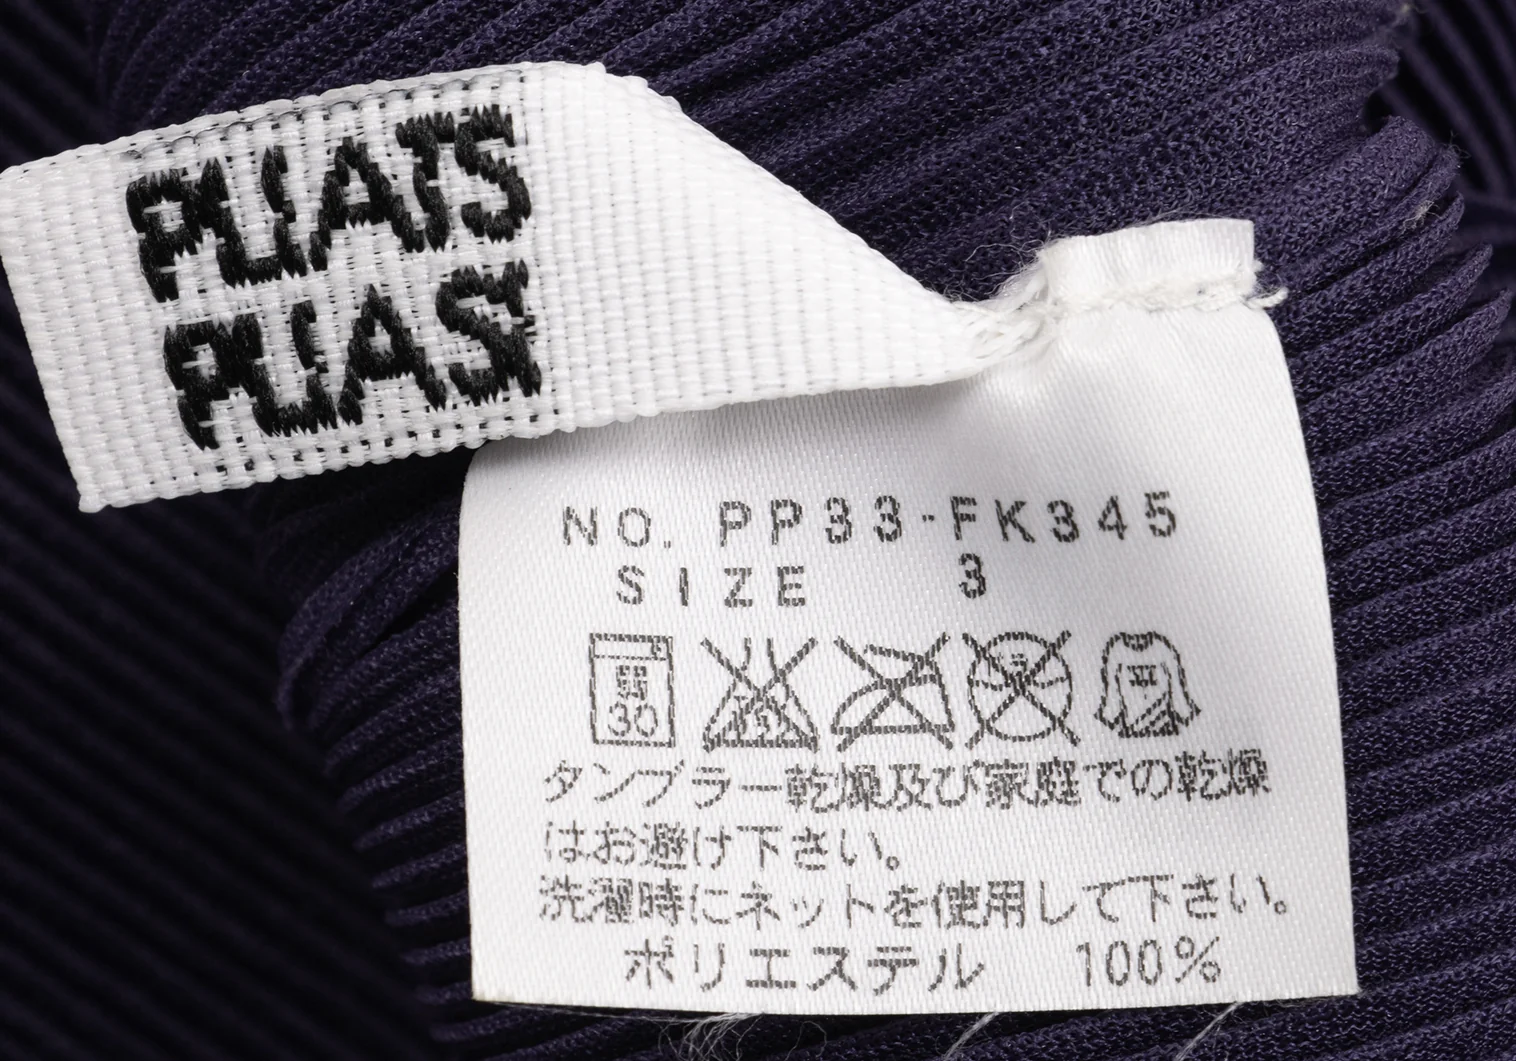 PLIATS
PLIAS
NO. PP33-FK345
SIZE 3
弱
30
タンブラー乾燥及び家庭での乾燥
はお避け下さい。
洗濯時にネットを使用して下さい。
ポリエステル 100%